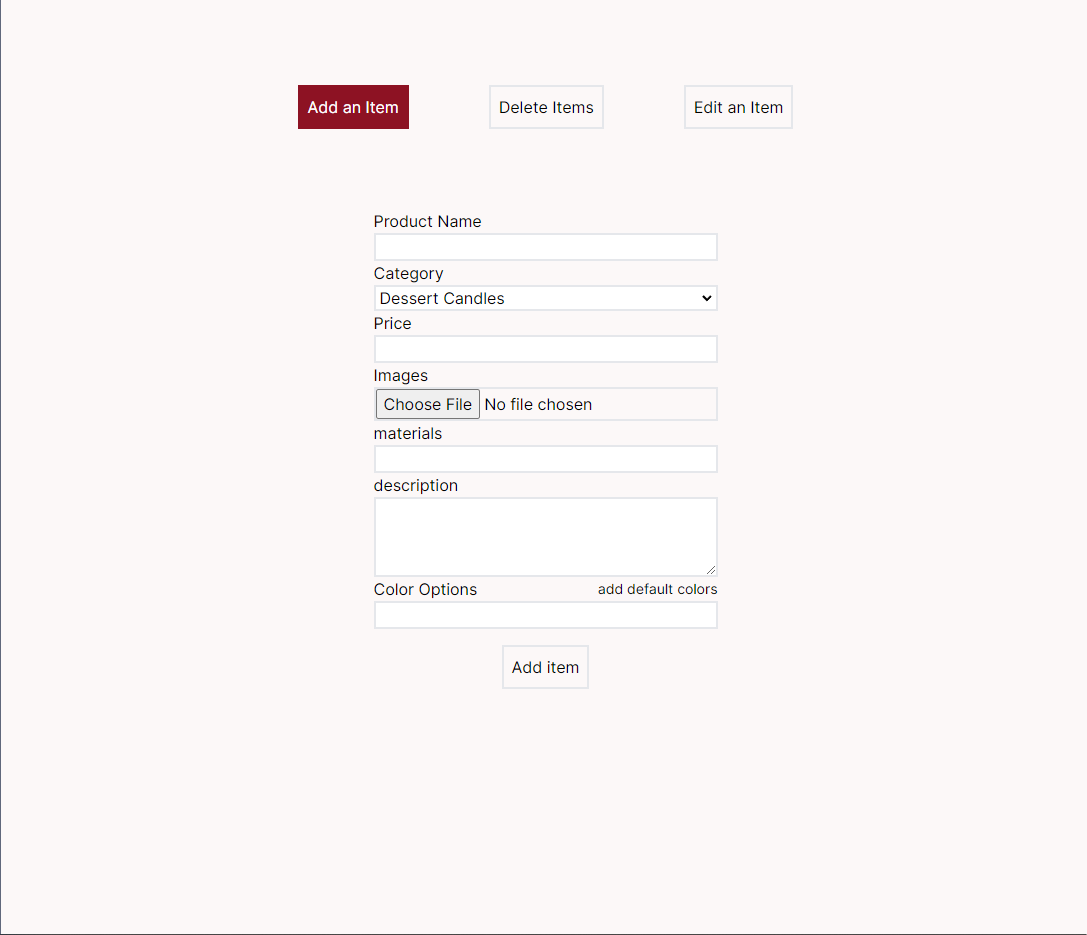 Add an Item Delete Items Edit an Item
Product Name
Category
Dessert Candles
Price
Images
Choose File No file chosen
materials
description
Color Options add default colors
Add item